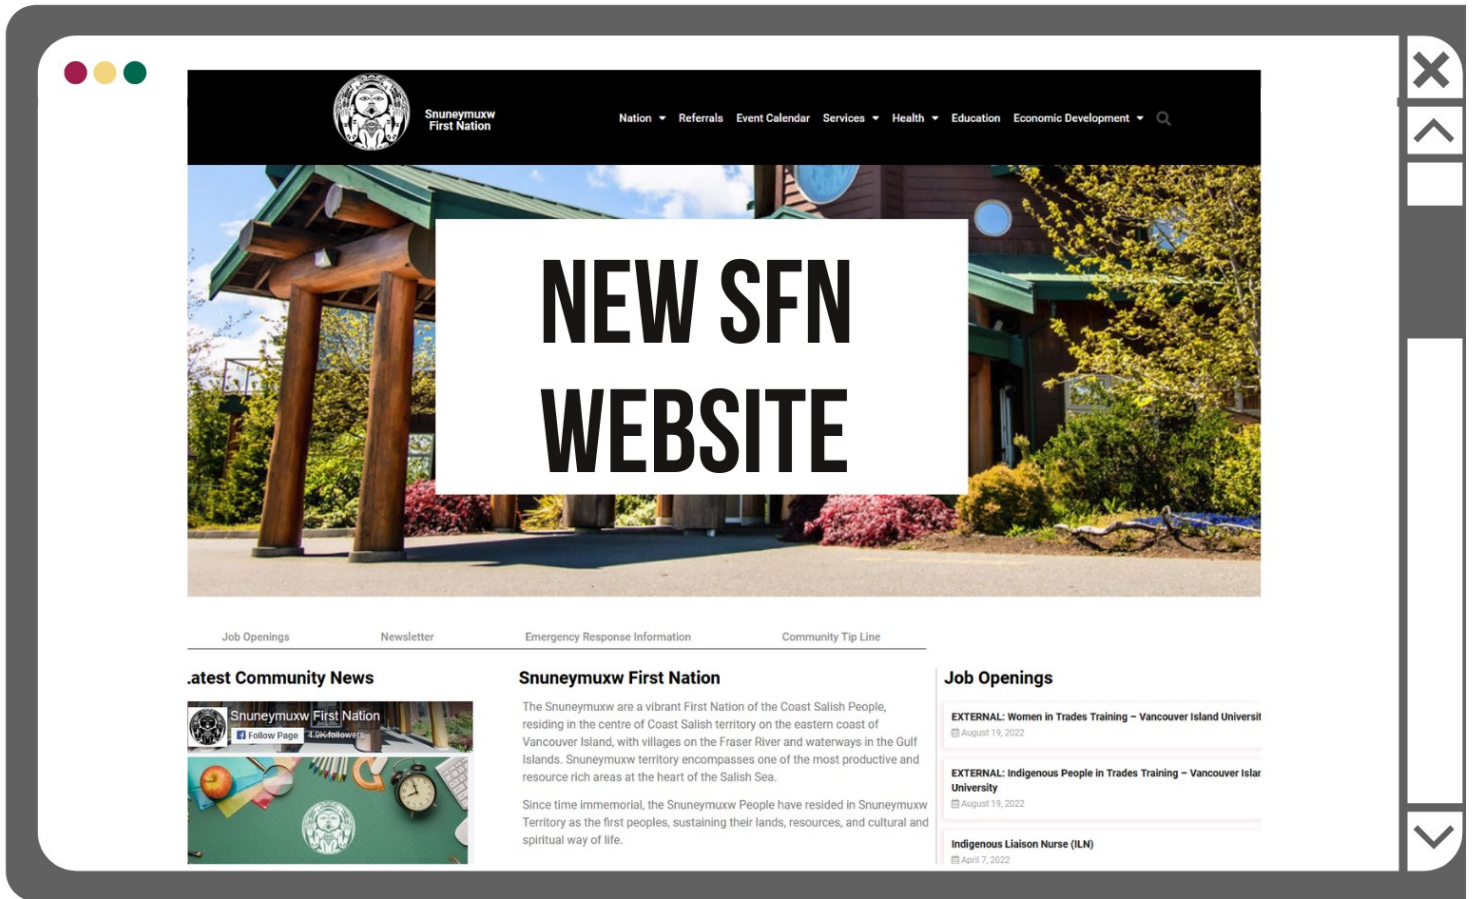 Snuneymuxw
First Nation
Nation Referrals Event Calendar Services Health Education Economic Development
NEW SFN
WEBSITE
Job Openings Newsletter Emergency Response Information Community Tip Line
.atest Community News
Snuneymuxw First Nation
Follow Page 4.9K followers
Snuneymuxw First Nation
The Snuneymuxw are a vibrant First Nation of the Coast Salish People,
residing in the centre of Coast Salish territory on the eastern coast of
Vancouver Island, with villages on the Fraser River and waterways in the Gulf
Islands. Snuneymuxw territory encompasses one of the most productive and
resource rich areas at the heart of the Salish Sea.
Since time immemorial, the Snuneymuxw People have resided in Snuneymuxw
Territory as the first peoples, sustaining their lands, resources, and cultural and
spiritual way of life.
Job Openings
EXTERNAL: Women in Trades Training – Vancouver Island Universit
August 19, 2022
EXTERNAL: Indigenous People in Trades Training – Vancouver Islan
University
August 19, 2022
Indigenous Liaison Nurse (ILN)
April 7, 2022